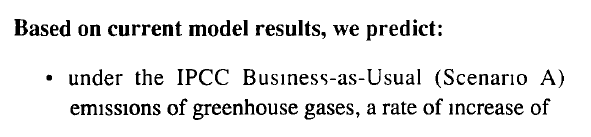 Based on current model results, we predict:
• under the IPCC Business-as-Usual (Scenario A)
emissions of greenhouse gases, a rate of increase of